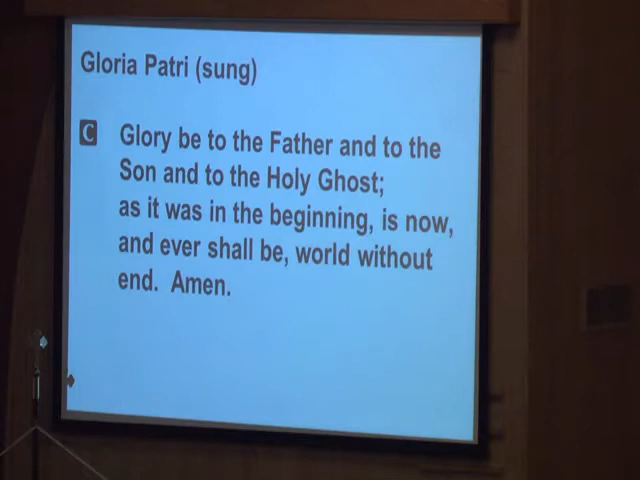 Gloria Patri (sung)
C Glory be to the Father and to the
Son and to the Holy Ghost;
as it was in the beginning, is now,
and ever shall be, world without
end. Amen.